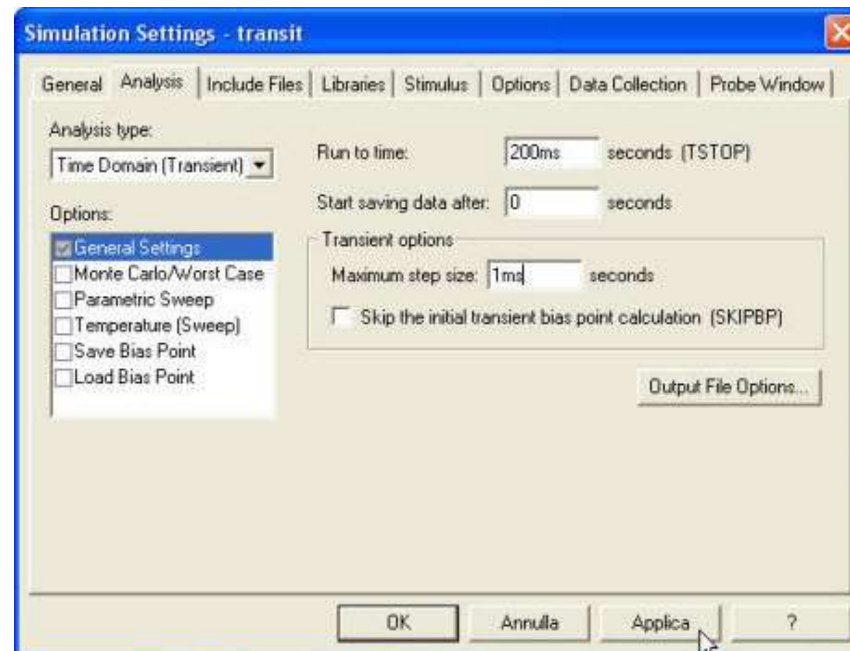 Simulation Settings - transit
General Analysis Include Files Libraries Stimulus Options Data Collection Probe Window
Analysis type:
Time Domain (Transient)
Options:
General Settings
Monte Carlo/Worst Case
Parametric Sweep
Temperature (Sweep)
Save Bias Point
Load Bias Point
Run to time: 200ms seconds (TSTOP)
Start saving data after: 0 seconds
Transient options
Maximum step size: 1ms seconds
Skip the initial transient bias point calculation (SKIPBP)
Output File Options...
OK Annulla Applica ?